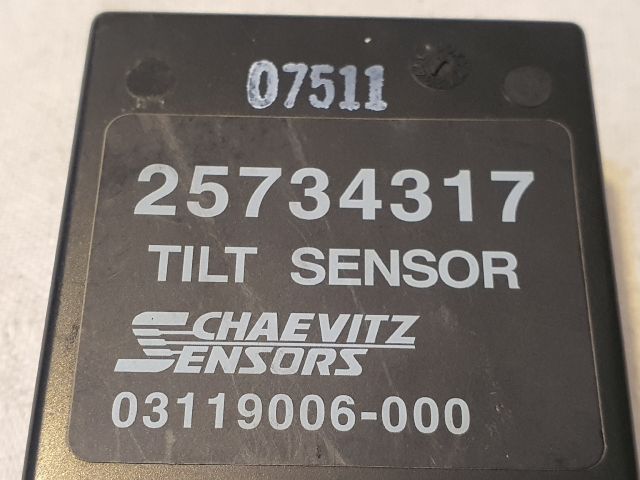 07511
25734317
TILT SENSOR
SCHAEVITZ
SENSORS
03119006-000